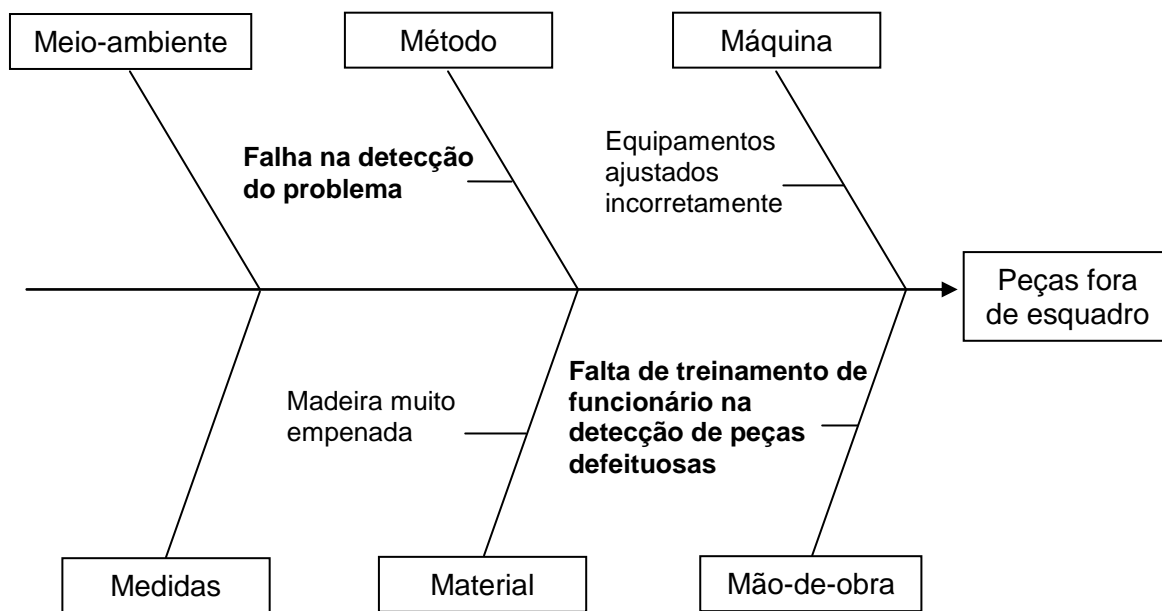 Meio-ambiente
Método
Máquina
Falha na detecção
do problema
Equipamentos
ajustados
incorretamente
Peças fora
de esquadro
Madeira muito
empenada
Falta de treinamento de
funcionário na
detecção de peças
defeituosas
Medidas
Material
Mão-de-obra